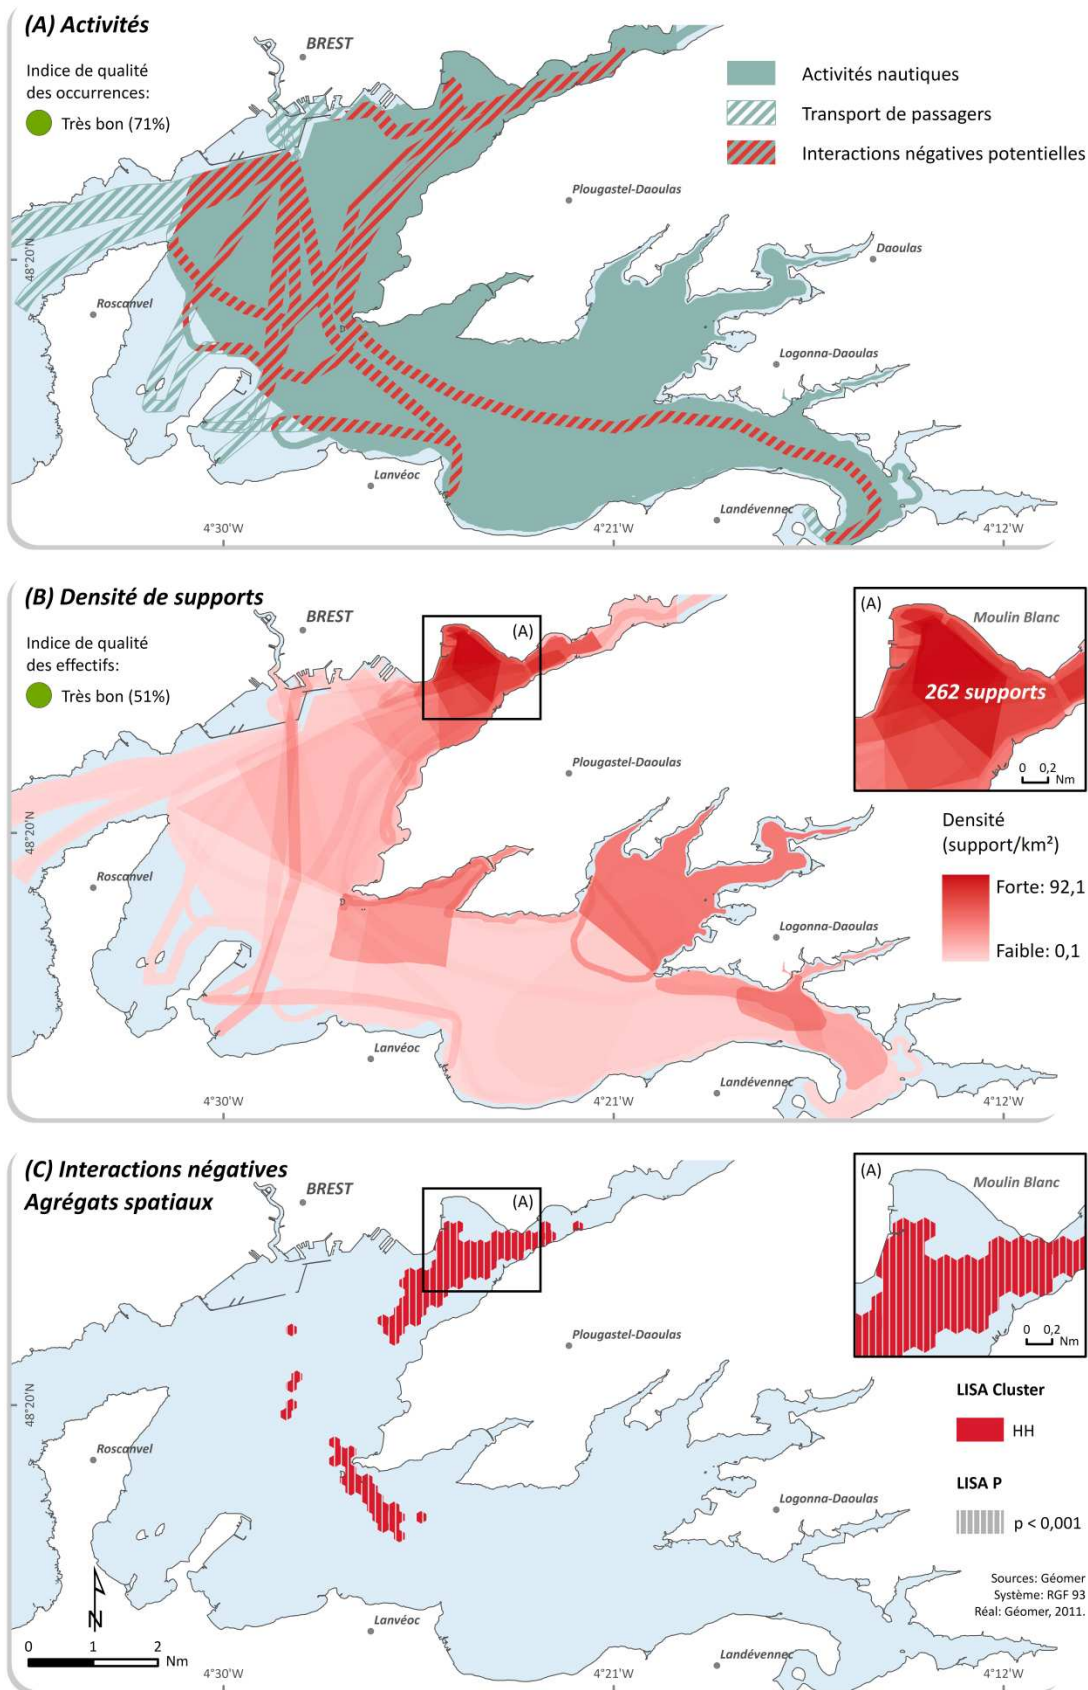 (A) Activités
BREST
Indice de qualité
des occurrences:
Très bon (71%)
Activités nautiques
Transport de passagers
Interactions négatives potentielles
Plougastel-Daoulas
48°20'N
Daoulas
Roscanvel
Logonna-Daoulas
Lanvéoc
Landévennec
4°30'W
4°21'W
4°12'W
(B) Densité de supports
BREST
Indice de qualité
des effectifs:
Très bon (51%)
(A)
(A)
Moulin Blanc
262 supports
0 0,2
Nm
Plougastel-Daoulas
48°20'N
Densité
(support/km²)
Forte: 92,1
Faible: 0,1
Roscanvel
Logonna-Daoulas
Lanvéoc
Landévennec
4°30'W
4°21'W
4°12'W
(C) Interactions négatives
Agrégats spatiaux
BREST
(A)
(A)
Moulin Blanc
0 0,2
Nm
Plougastel-Daoulas
48°20'N
LISA Cluster
HH
Roscanvel
LISA P
p < 0,001
Logonna-Daoulas
Sources: Géomer
Système: RGF 93
Réal: Géomer, 2011.
N
Lanvéoc
0 1 2
Nm
Landévennec
4°30'W
4°21'W
4°12'W